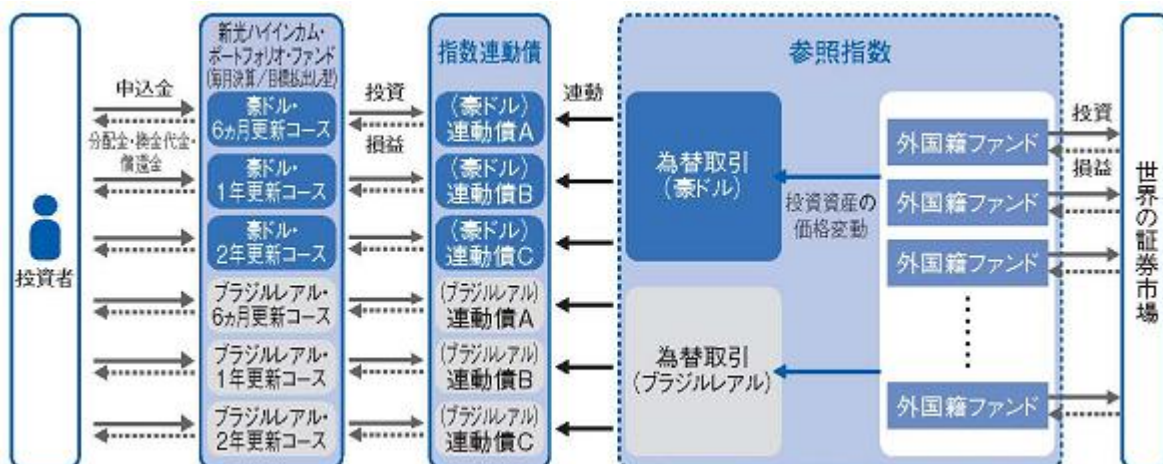 投資者
申込金
分配金・換金代金・
償還金
新光ハイインカム・
ポートフォリオ・ファンド
(毎月決算/目標払出し型)
豪ドル・
6ヵ月更新コース
豪ドル・
1年更新コース
豪ドル・
2年更新コース
ブラジルレアル・
6ヵ月更新コース
ブラジルレアル・
1年更新コース
ブラジルレアル・
2年更新コース
投資
損益
指数連動債
(豪ドル)
連動債A
(豪ドル)
連動債B
(豪ドル)
連動債C
(ブラジルレアル)
連動債A
(ブラジルレアル)
連動債B
(ブラジルレアル)
連動債C
連動
参照指数
為替取引
(豪ドル)
為替取引
(ブラジルレアル)
投資資産の
価格変動
外国籍ファンド
外国籍ファンド
外国籍ファンド
外国籍ファンド
投資
損益
世界の証券市場